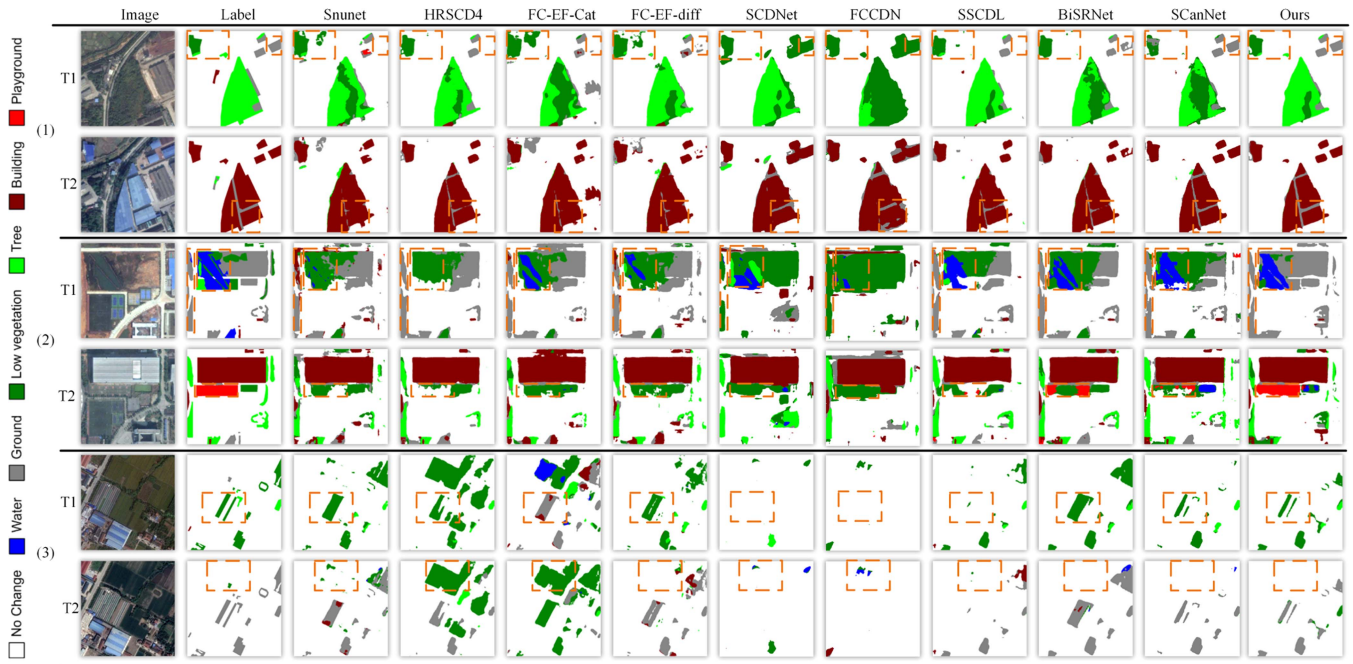 Image Label Snunet HRSCD4 FC-EF-Cat FC-EF-diff SCDNet FCCDN SSCDL BiSRNet SCanNet Ours
T1
(1)
T2
T1
(2)
T2
T1
(3)
T2
Playground
Building
Tree
Low vegetation
Ground
Water
No Change